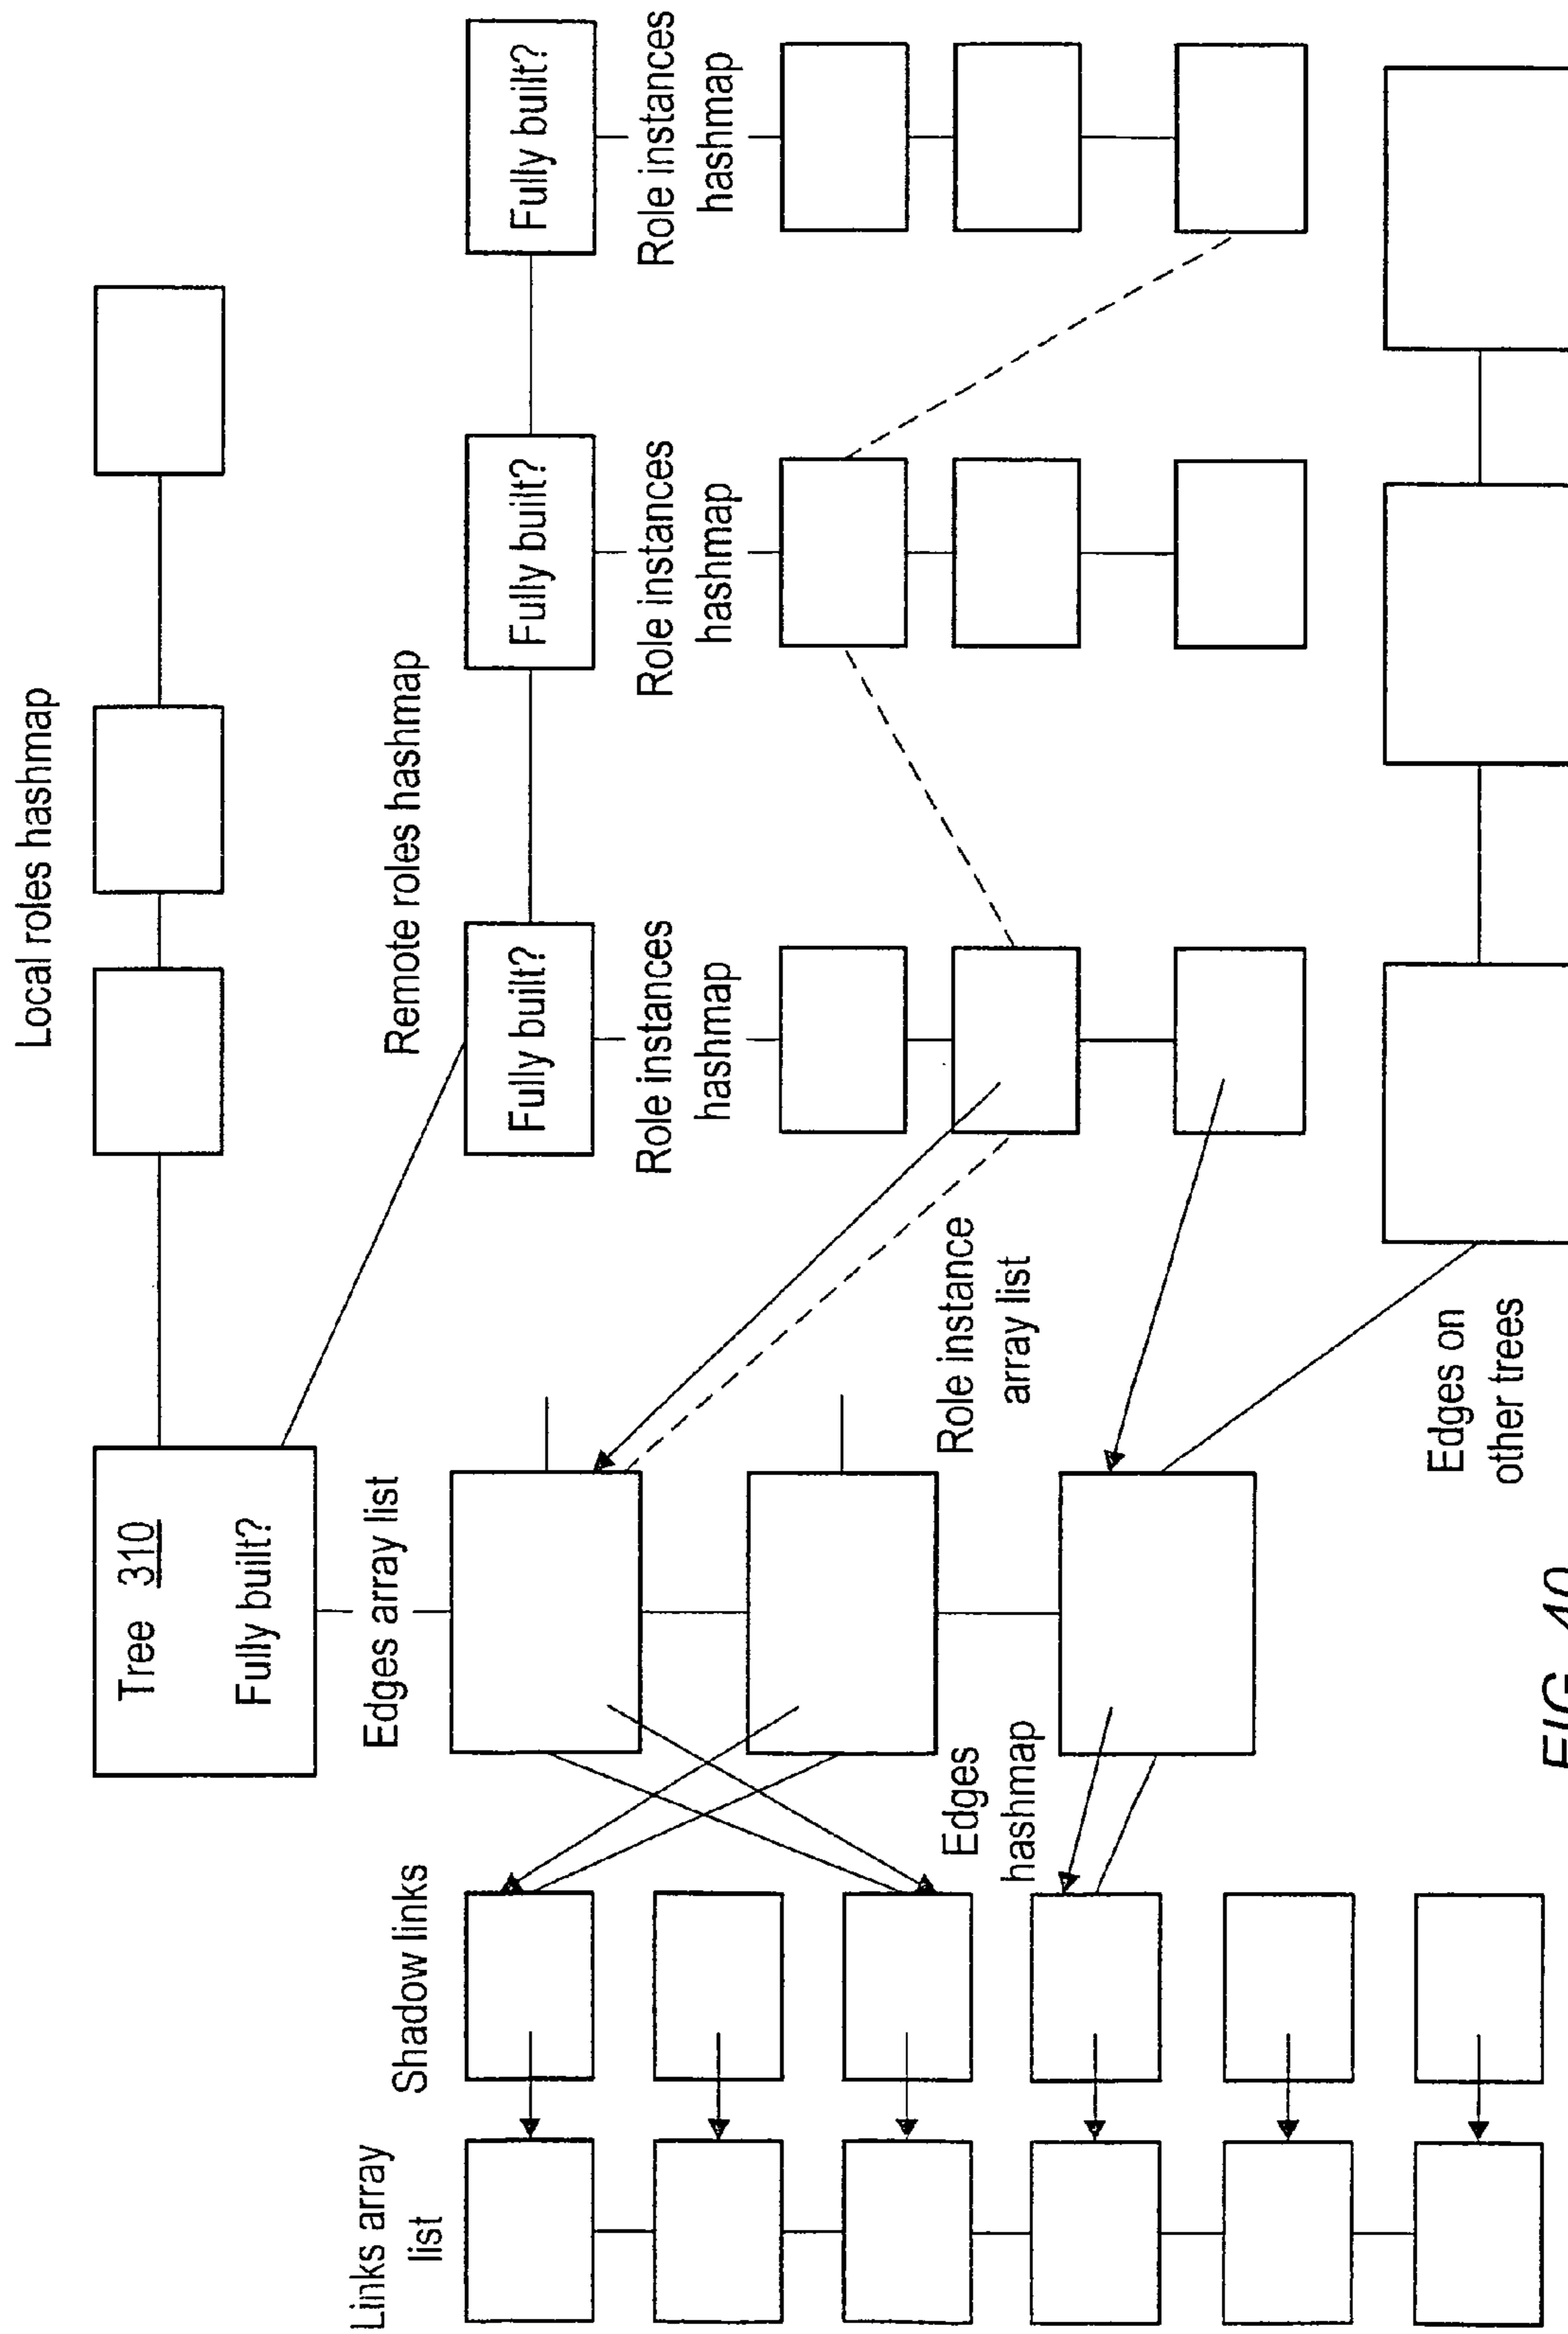 Local roles hashmap
Tree 310
Fully built?
Links array
list
Shadow links
Edges array list
Remote roles hashmap
Fully built?
Fully built?
Fully built?
Role instances
hashmap
Role instances
hashmap
Role instances
hashmap
Edges
hashmap
Role instance
array list
Edges on
other trees
FIG. 40